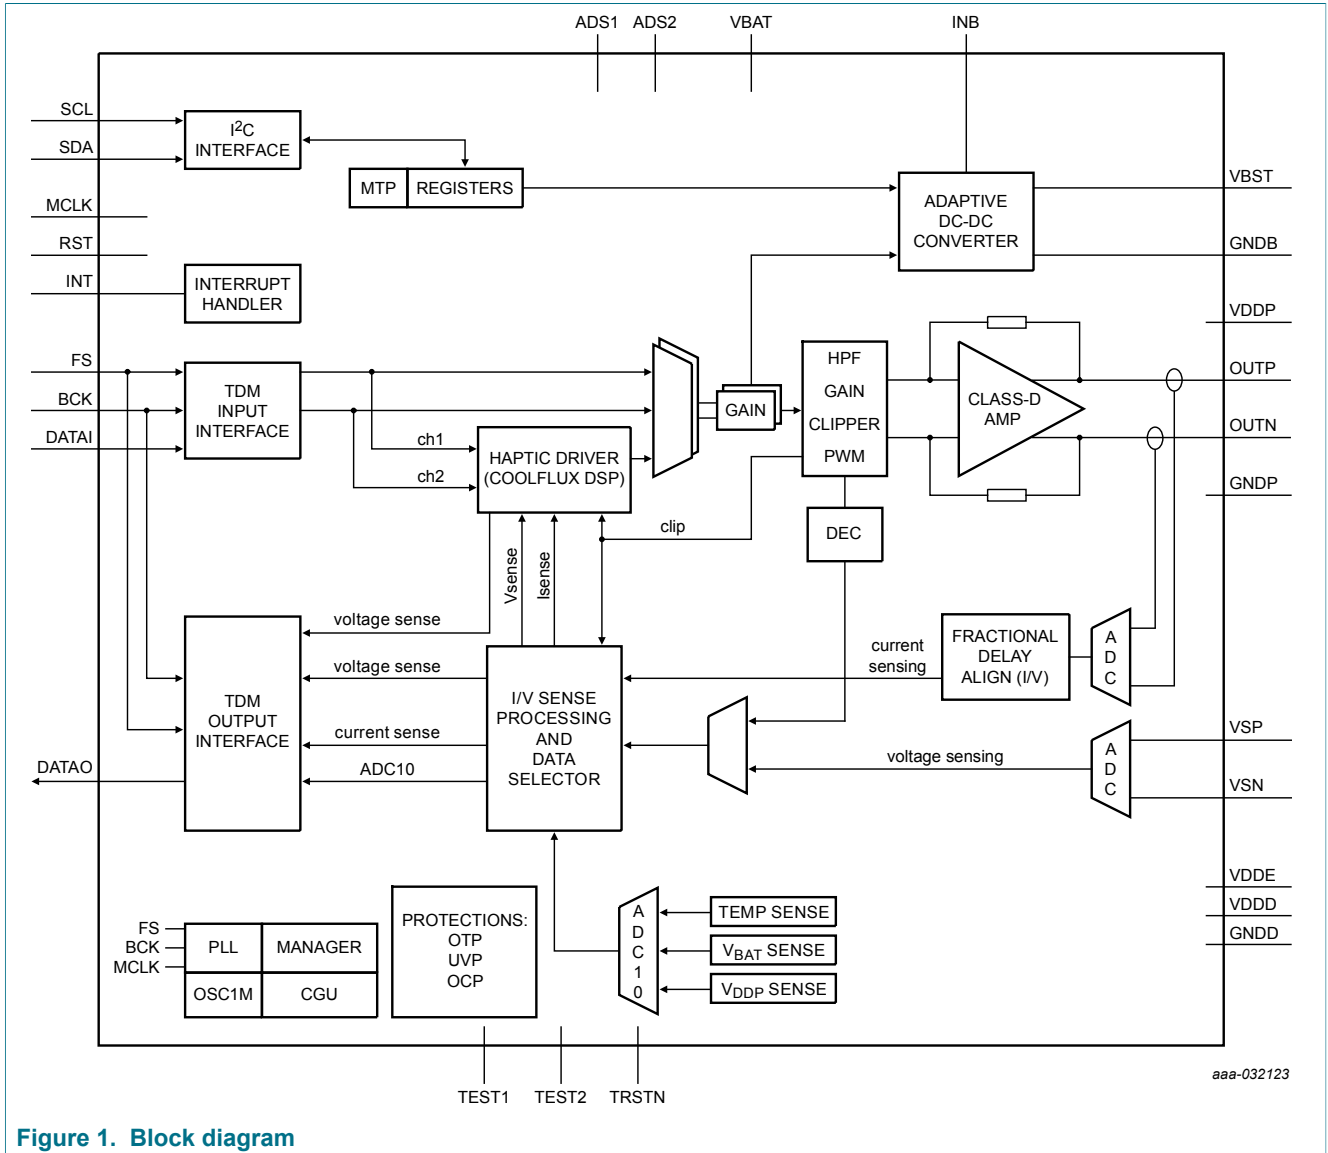 ADS1 ADS2 VBAT INB
SCL
SDA
MCLK
RST
INT
FS
BCK
DATAI
DATAO
I2C
INTERFACE
MTP REGISTERS
INTERRUPT
HANDLER
TDM
INPUT
INTERFACE
ch1
ch2
HAPTIC DRIVER
(COOLFLUX DSP)
GAIN
ADAPTIVE
DC-DC
CONVERTER
HPF
GAIN
CLIPPER
PWM
CLASS-D
AMP
DEC
clip
Vsense
Isense
VBST
GNDB
VDDP
OUTP
OUTN
GNDP
voltage sense
voltage sense
current sense
ADC10
TDM
OUTPUT
INTERFACE
I/V SENSE
PROCESSING
AND
DATA
SELECTOR
current
sensing
FRACTIONAL
DELAY
ALIGN (I/V)
A
D
C
voltage sensing
A
D
C
VSP
VSN
VDDE
VDDD
GNDD
FS
BCK
MCLK
PLL MANAGER
OSC1M CGU
PROTECTIONS:
OTP
UVP
OCP
A
D
C
1
0
TEMP SENSE
VBAT SENSE
VDDP SENSE
TEST1 TEST2 TRSTN
aaa-032123
Figure 1. Block diagram